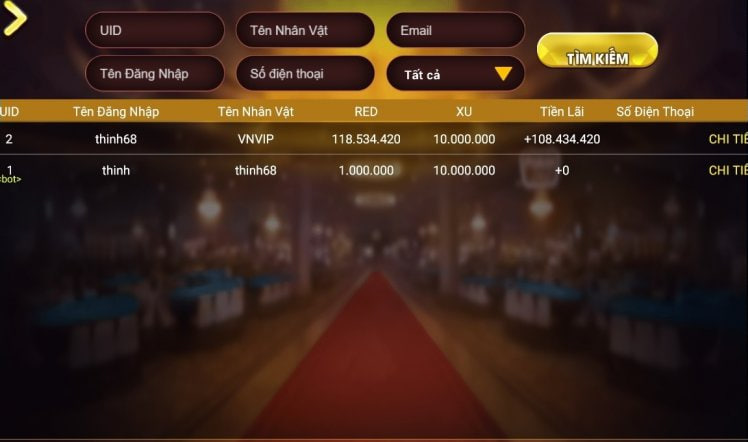 UID Tên Nhân Vật Email
TÌM KIẾM
Tên Đăng Nhập Số điện thoại Tất cả
UID Tên Đăng Nhập Tên Nhân Vật RED XU Tiền Lãi Số Điện Thoại
2 thinh68 VNVIP 118.534.420 10.000.000 +108.434.420 CHI TIẾ
1 thinh thinh68 1.000.000 10.000.000 +0 CHI TIẾ
bot>